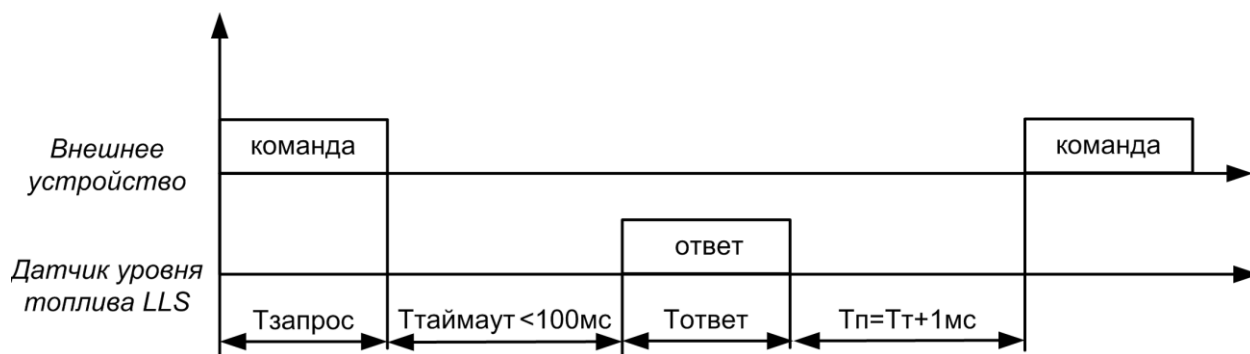 команда
команда
Внешнее
устройство
ответ
Датчик уровня
топлива LLS
Тзапрос
Ттаймаут <100мс
Тответ
Тп=Тт+1мс